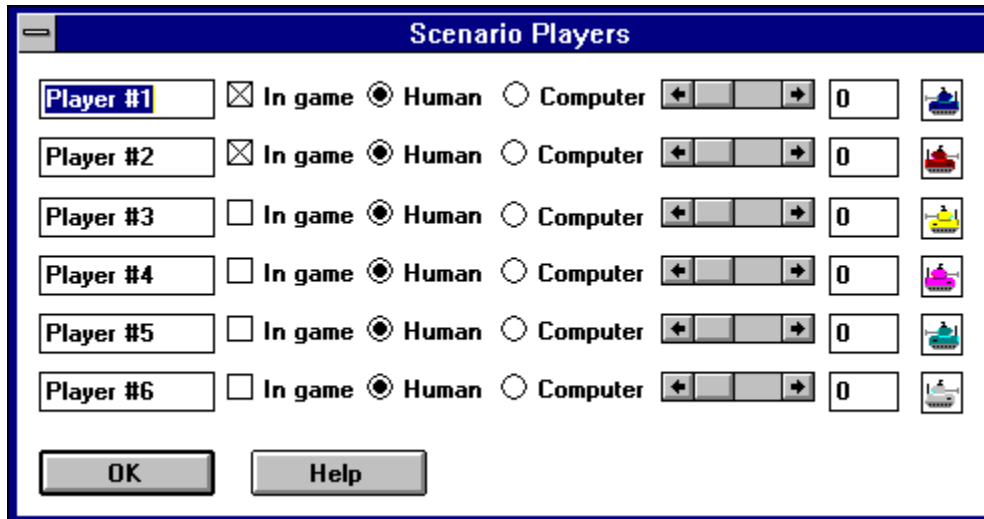 Scenario Players
Player #1 In game Human Computer 0
Player #2 In game Human Computer 0
Player #3 In game Human Computer 0
Player #4 In game Human Computer 0
Player #5 In game Human Computer 0
Player #6 In game Human Computer 0
OK Help